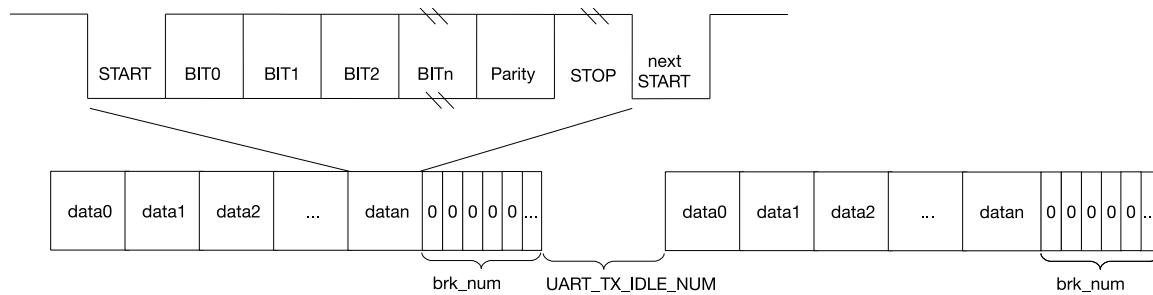 START BIT0 BIT1 BIT2 BITn Parity STOP next START
data0 data1 data2 ... datan 0 0 0 0 0 ... data0 data1 data2 ... datan 0 0 0 0 0 ...
brk_num UART_TX_IDLE_NUM brk_num